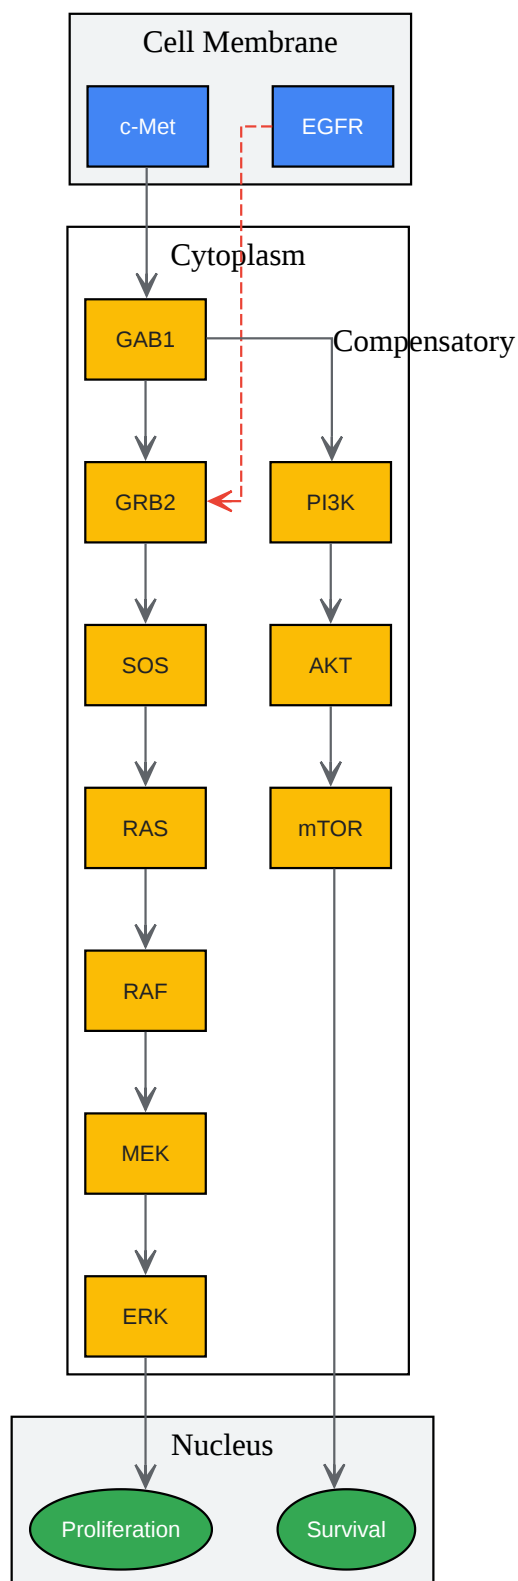 Cell Membrane
c-Met
EGFR
Cytoplasm
GAB1
Compensatory
GRB2
PI3K
SOS
AKT
RAS
mTOR
RAF
MEK
ERK
Nucleus
Proliferation
Survival